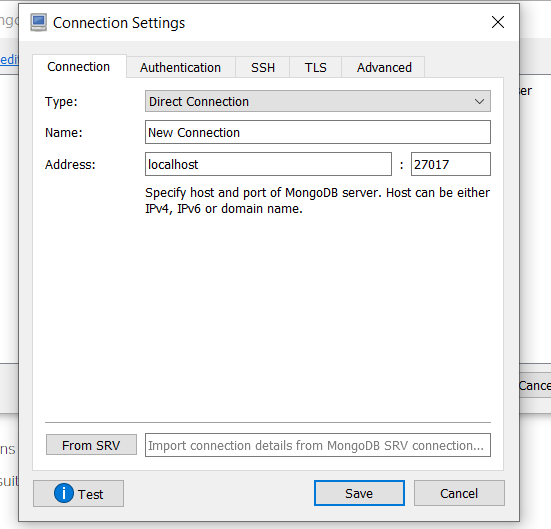 Connection Settings
edit
Connection Authentication SSH TLS Advanced
Type: Direct Connection
Name: New Connection
Address: localhost : 27017
Specify host and port of MongoDB server. Host can be either
IPv4, IPv6 or domain name.
From SRV Import connection details from MongoDB SRV connection...
Test Save Cancel